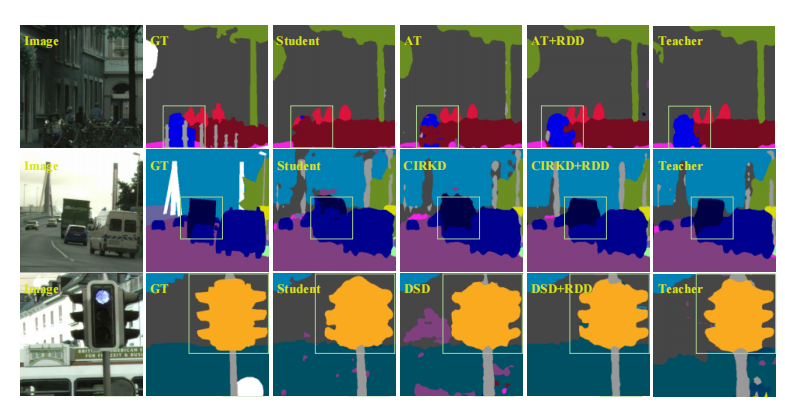 Image GT Student AT AT+RDD Teacher
Image GT Student CIRKD CIRKD+RDD Teacher
Image GT Student DSD DSD+RDD Teacher